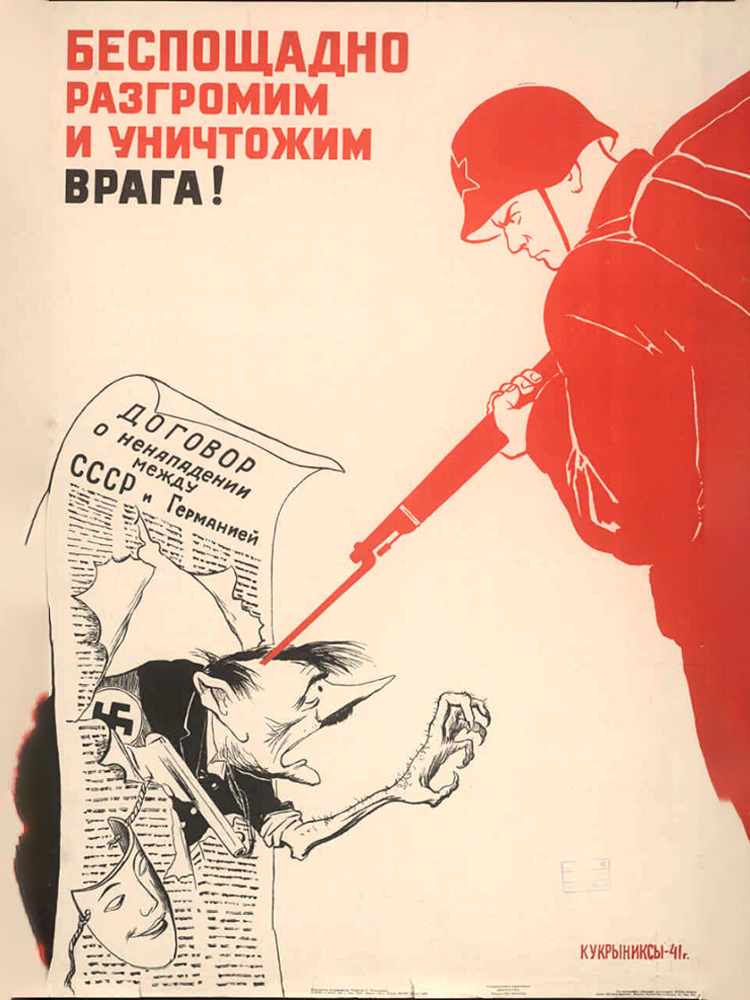 БЕСПОЩАДНО
РАЗГРОМИМ
И УНИЧТОЖИМ
ВРАГА!
ДОГОВОР
О НЕНАПАДЕНИИ
МЕЖДУ
СССР И ГЕРМАНИЕЙ
КУКРЫНИКСЫ-41г.